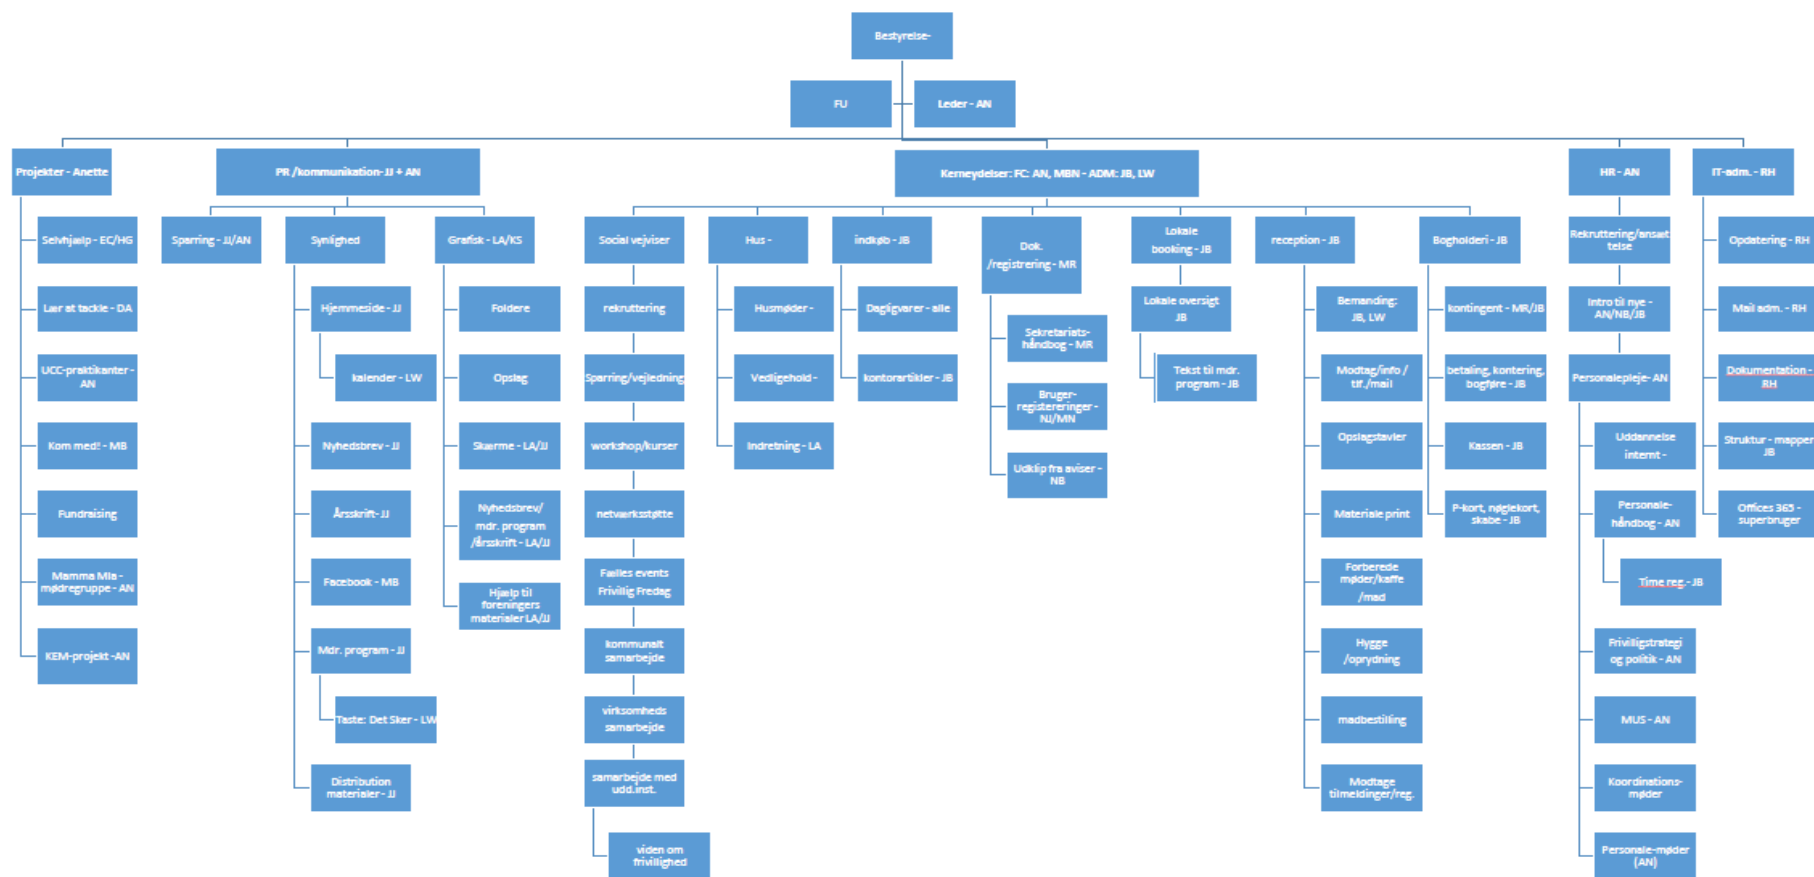 Bestyrelse-
FU
Leder - AN
Projekter - Anette
PR /kommunikation- JJ + AN
Kerneydelser: FC: AN, MBN - ADM: JB, LW
HR - AN
IT-adm. - RH
Selvhjælp - EC/HG
Lær at tackle - DA
UCC-praktikanter -
AN
Kom med! - MB
Fundraising
Mamma Mia -
mødregruppe - AN
KEM-projekt -AN
Sparring - JJ/AN
Synlighed
Hjemmeside - JJ
kalender - LW
Nyhedsbrev - JJ
Årsskrift- JJ
Facebook - MB
Mdr. program - JJ
Taste: Det Sker - LW
Distribution
materialer - JJ
Grafisk - LA/KS
Foldere
Opslag
Skærme - LA/JJ
Nyhedsbrev/
mdr. program
/årsskrift - LA/JJ
Hjælp til
foreningers
materialer LA/JJ
Social vejviser
rekruttering
Sparring/vejledning
workshop/kurser
netværksstøtte
Fælles events
Frivillig Fredag
kommunalt
samarbejde
virksomheds
samarbejde
samarbejde med
udd.inst.
viden om
frivillighed
Hus -
Husmøder -
Vedligehold -
Indretning - LA
indkøb - JB
Dagligvarer - alle
kontorartikler - JB
Dok.
/registrering - MR
Sekretariats-
håndbog - MR
Bruger-
registereringer -
NJ/MN
Udklip fra aviser -
NB
Lokale
booking - JB
Lokale oversigt
JB
Tekst til mdr.
program - JB
reception - JB
Bemanding:
JB, LW
Modtag/info /
tlf./mail
Opslagstavler
Materiale print
Forberede
møder/kaffe
/mad
Hygge
/oprydning
madbestilling
Modtage
tilmeldinger/reg.
Bogholderi - JB
kontingent - MR/JB
betaling, kontering,
bogføre - JB
Kassen - JB
P-kort, nøglekort,
skabe - JB
Rekruttering/ansæt
telse
Intro til nye -
AN/NB/JB
Personalepleje- AN
Uddannelse
internt -
Personale-
håndbog - AN
Time reg. - JB
Frivilligstrategi
og politik - AN
MUS - AN
Koordinations-
møder
Personale-møder
(AN)
Opdatering - RH
Mail adm. - RH
Dokumentation -
RH
Struktur - mapper
JB
Offices 365 -
superbruger